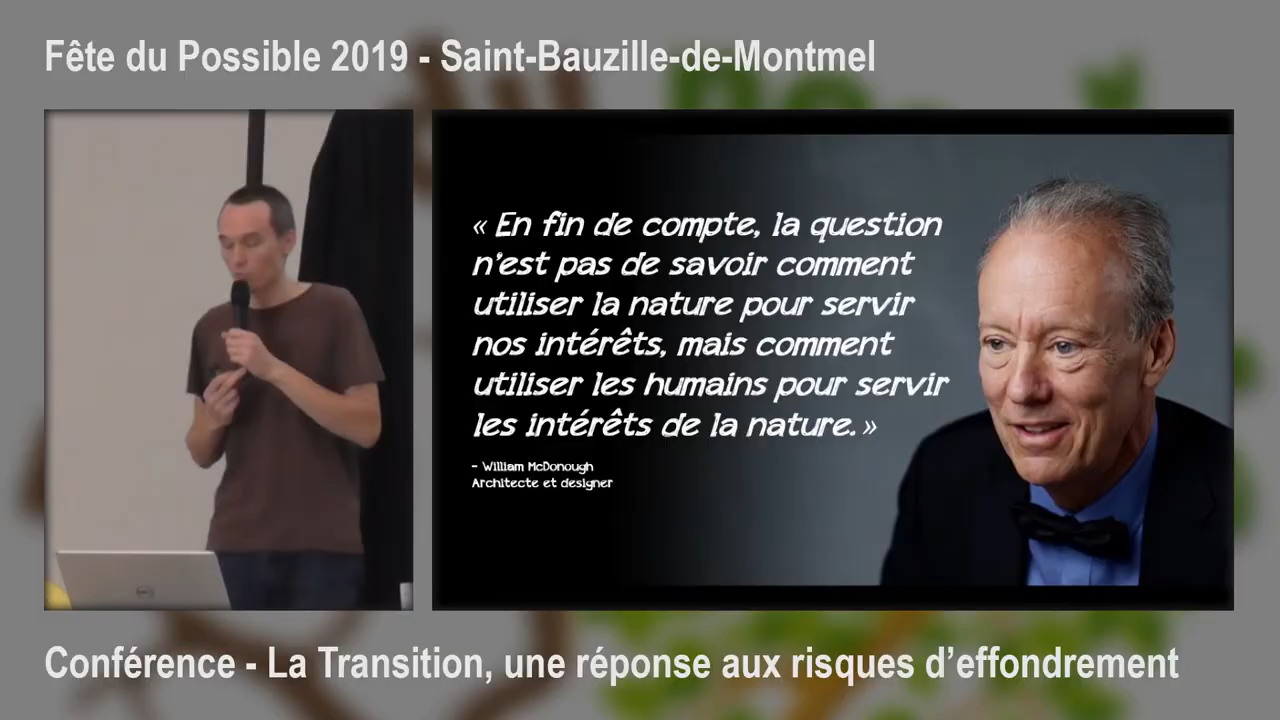 Fête du Possible 2019 - Saint-Bauzille-de-Montmel
« En fin de compte, la question
n'est pas de savoir comment
utiliser la nature pour servir
nos intérêts, mais comment
utiliser les humains pour servir
les intérêts de la nature. »
- William McDonough
Architecte et designer
Conférence - La Transition, une réponse aux risques d'effondrement